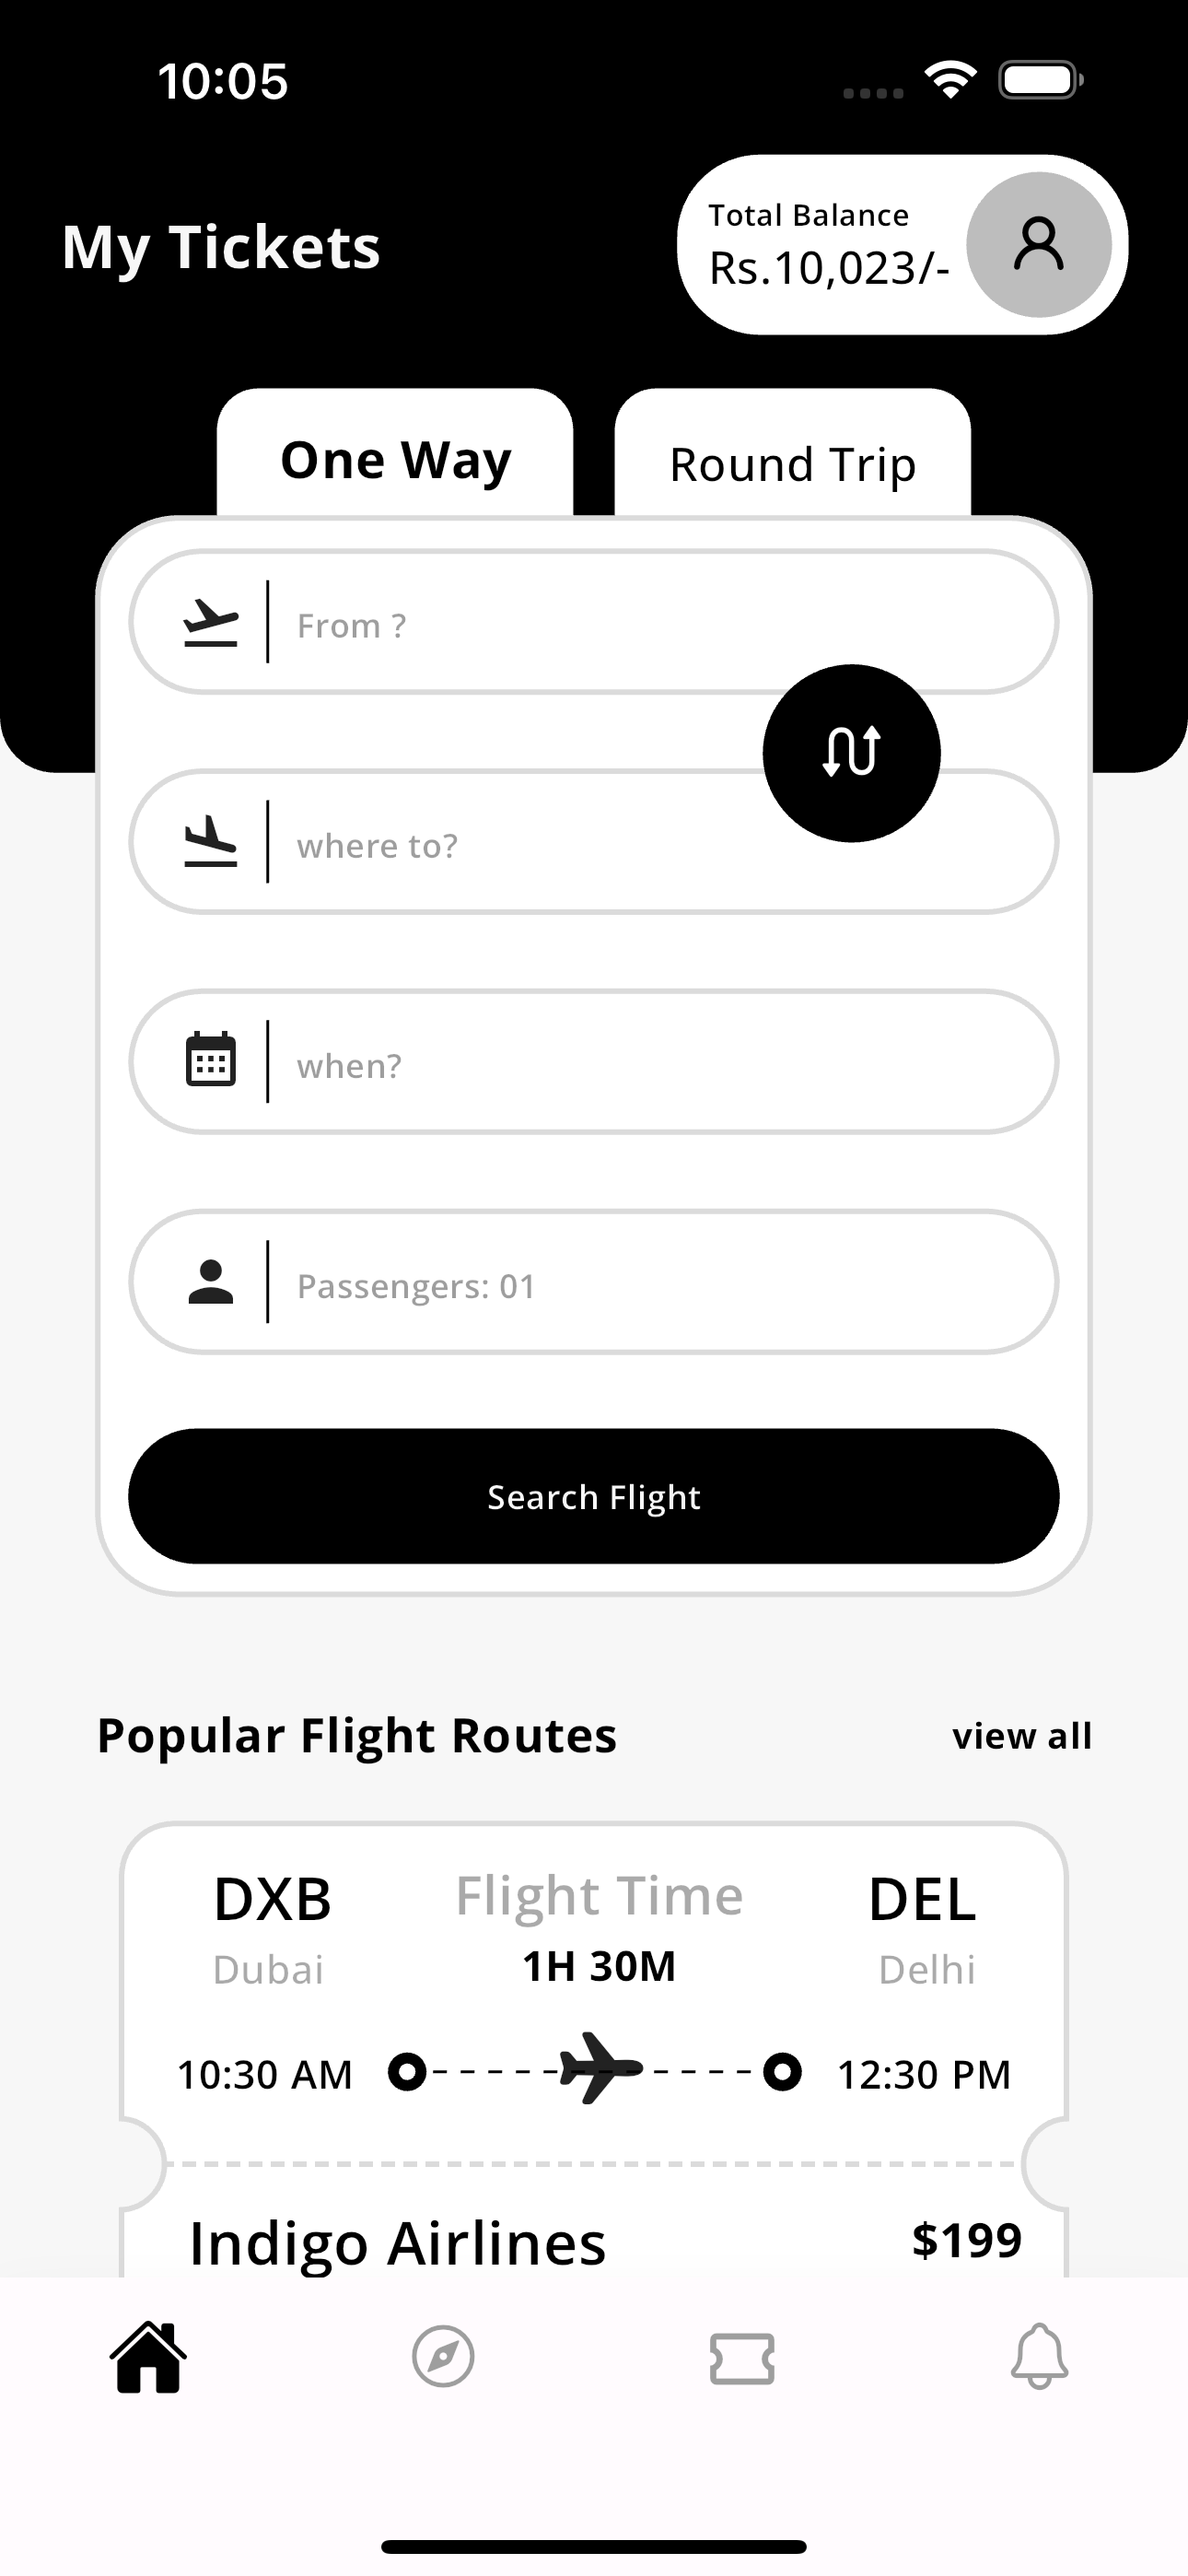 10:05
My Tickets
Total Balance
Rs.10,023/-
One Way
Round Trip
From ?
where to?
when?
Passengers: 01
Search Flight
Popular Flight Routes
view all
DXB
Flight Time
DEL
Dubai
1H 30M
Delhi
10:30 AM
12:30 PM
Indigo Airlines
$199